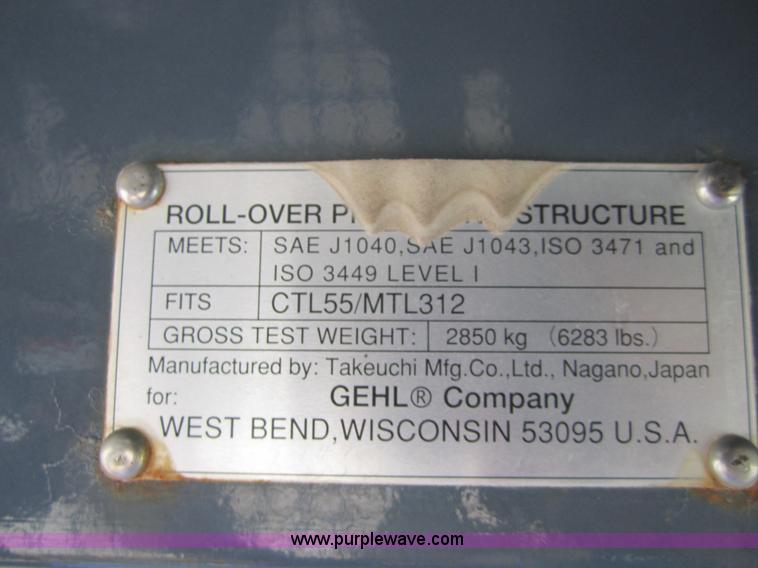 ROLL-OVER STRUCTURE
MEETS: SAE J1040,SAE J1043,ISO 3471 and
ISO 3449 LEVEL I
FITS CTL55/MTL312
GROSS TEST WEIGHT: 2850 kg (6283 lbs.)
Manufactured by: Takeuchi Mfg.Co.,Ltd., Nagano,Japan
for: GEHL® Company
WEST BEND,WISCONSIN 53095 U.S.A.
www.purplewave.com